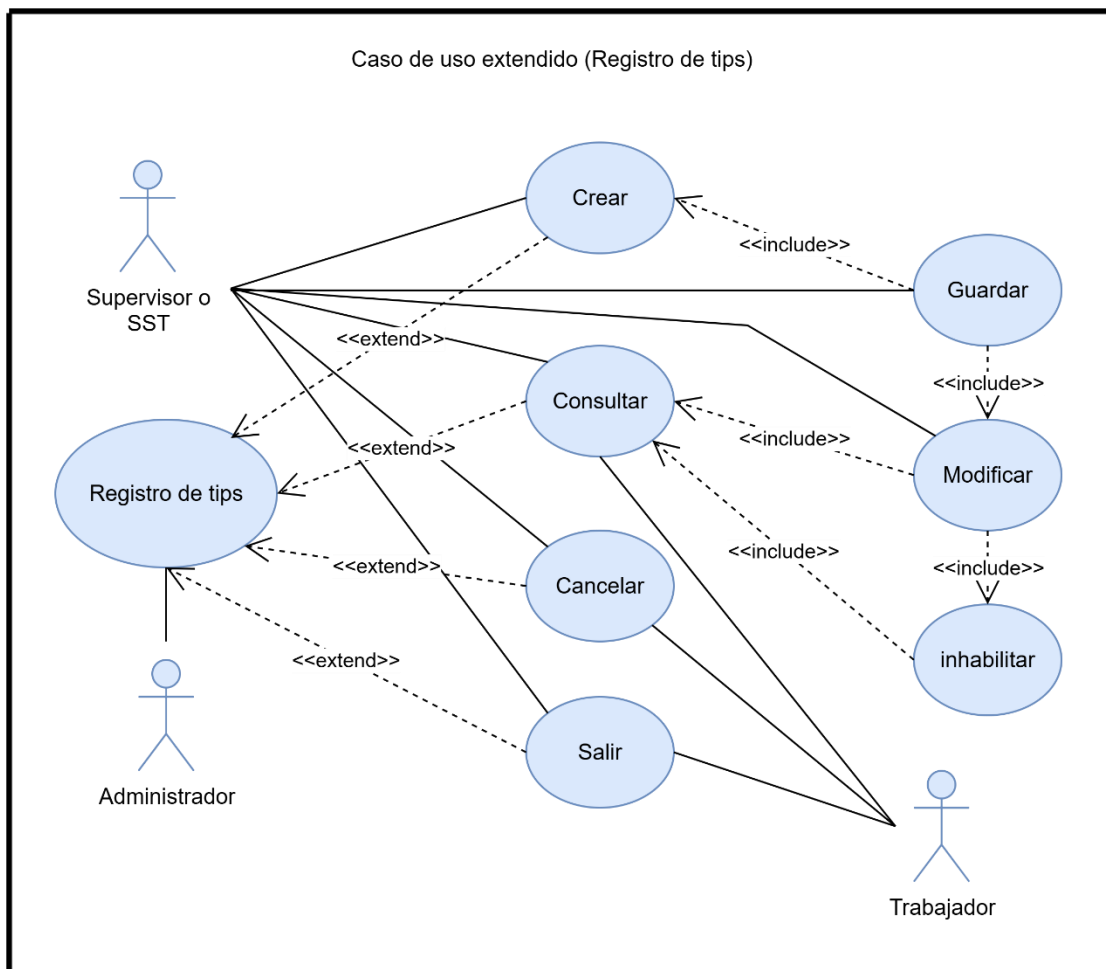 Caso de uso extendido (Registro de tips)
Crear
<<include>>
Supervisor o
SST
Guardar
<<extend>>
<<include>>
Consultar
<<extend>>
<<include>>
Modificar
Registro de tips
<<include>>
<<extend>>
Cancelar
<<include>>
<<extend>>
inhabilitar
Salir
Administrador
Trabajador